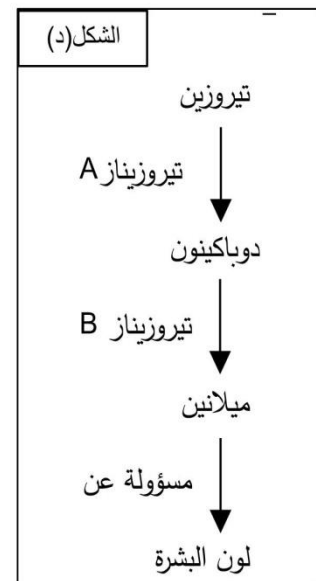 الشكل(د)
تيروزين
تيروزيناز A
دوباكينون
تيروزيناز B
ميلانين
مسؤولة عن
لون البشرة